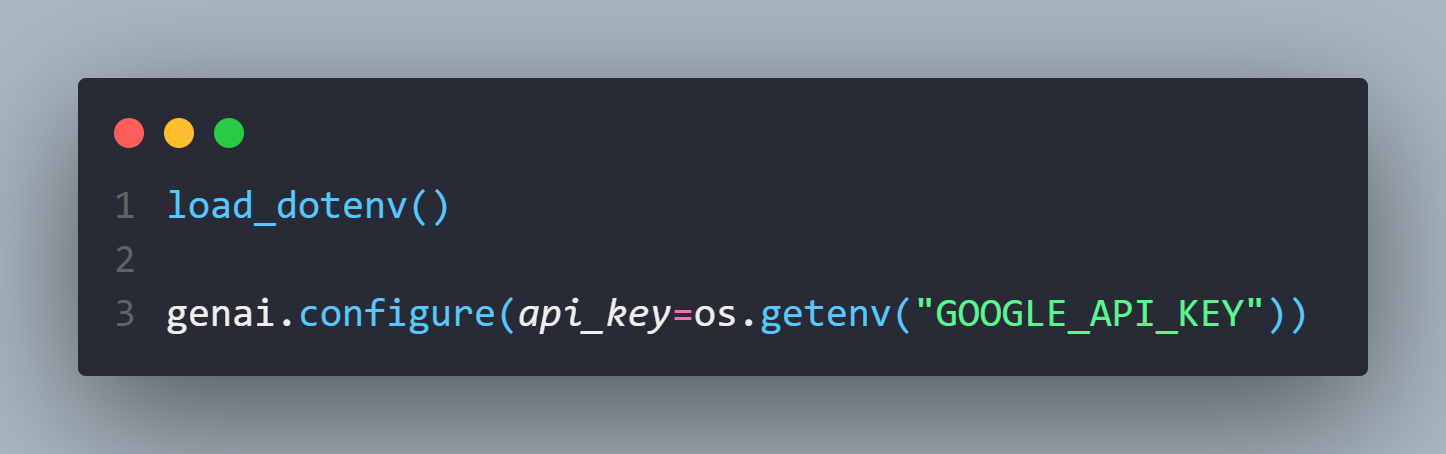 1 load_dotenv()
2
3 genai.configure(api_key=os.getenv("GOOGLE_API_KEY"))